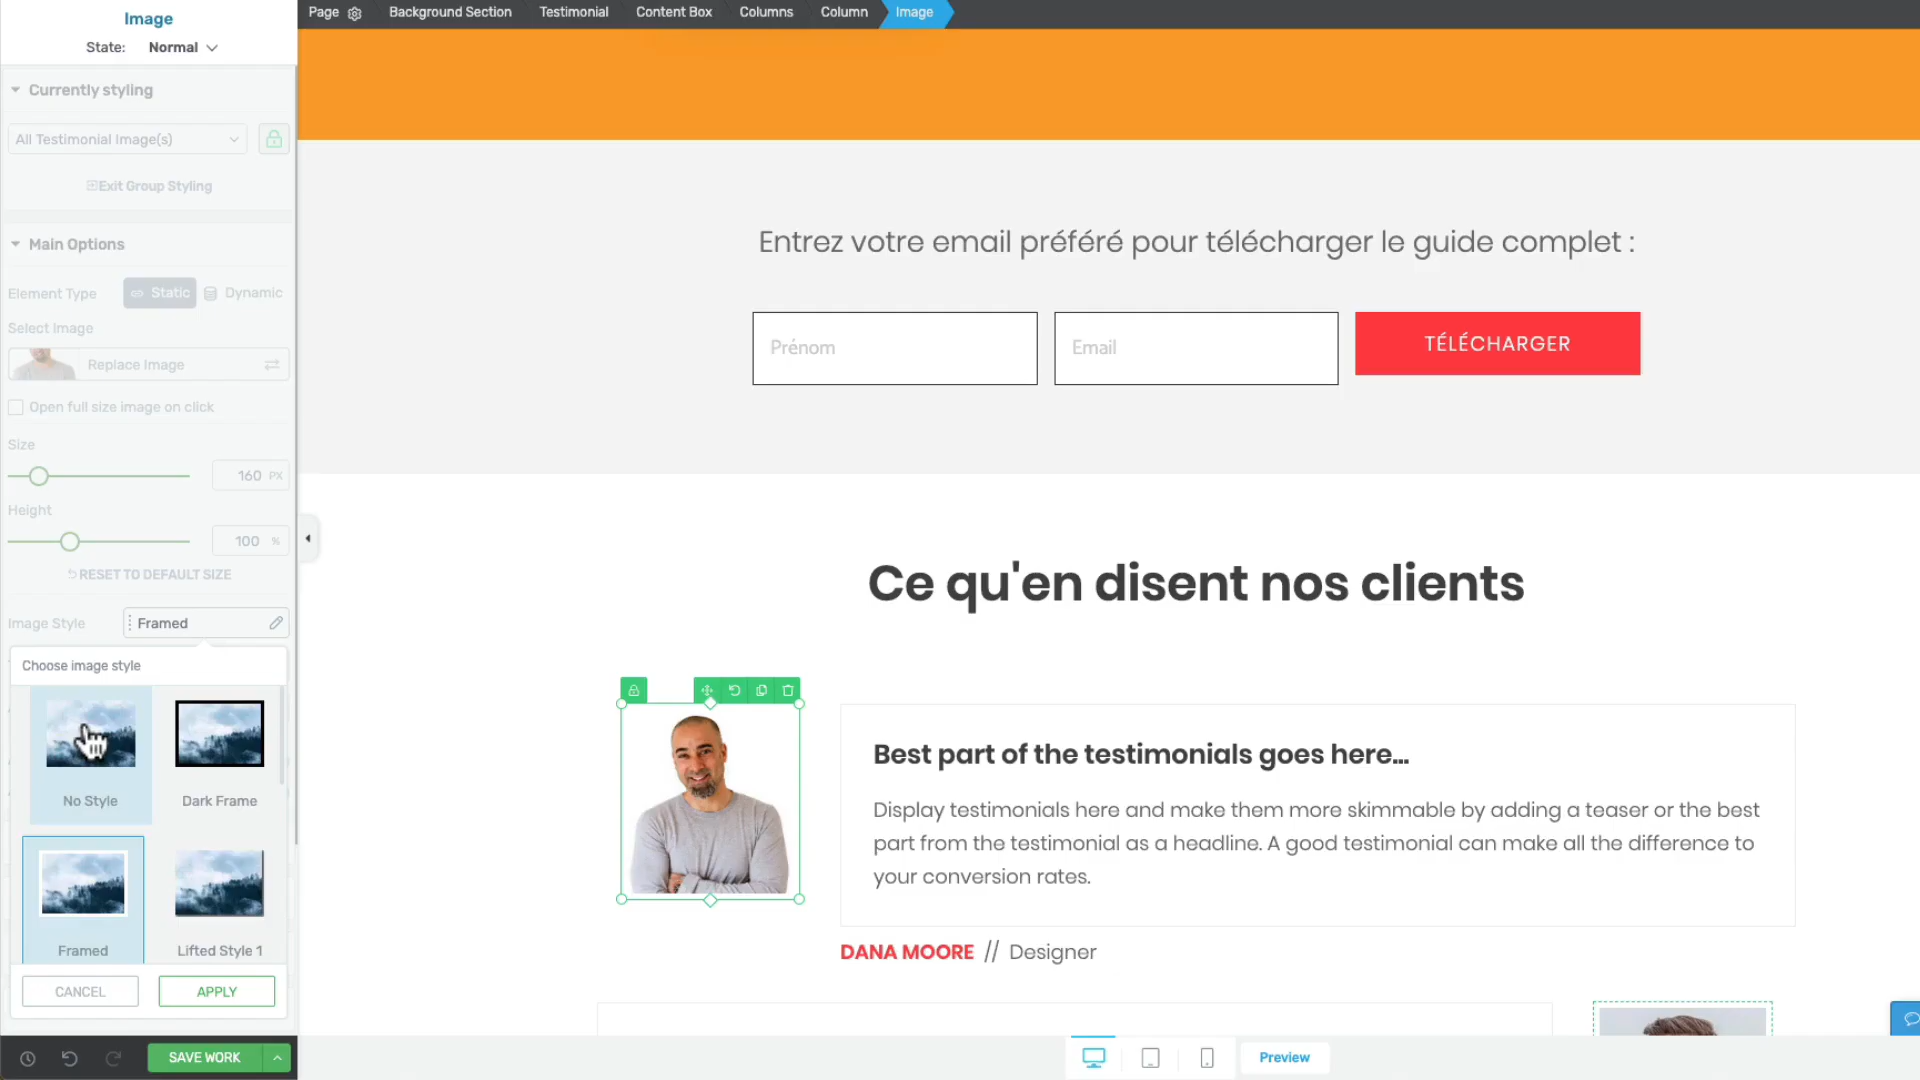 Image
State: Normal
Currently styling
All Testimonial Image(s)
Exit Group Styling
Main Options
Element Type Static Dynamic
Select Image
Replace Image
Open full size image on click
Size
160 PX
Height
100 %
RESET TO DEFAULT SIZE
Image Style Framed
Choose image style
No Style Dark Frame
Framed Lifted Style 1
CANCEL APPLY
SAVE WORK
Page Background Section Testimonial Content Box Columns Column Image
Entrez votre email préféré pour télécharger le guide complet :
Prénom Email TÉLÉCHARGER
Ce qu'en disent nos clients
Best part of the testimonials goes here...
Display testimonials here and make them more skimmable by adding a teaser or the best
part from the testimonial as a headline. A good testimonial can make all the difference to
your conversion rates.
DANA MOORE // Designer
Preview